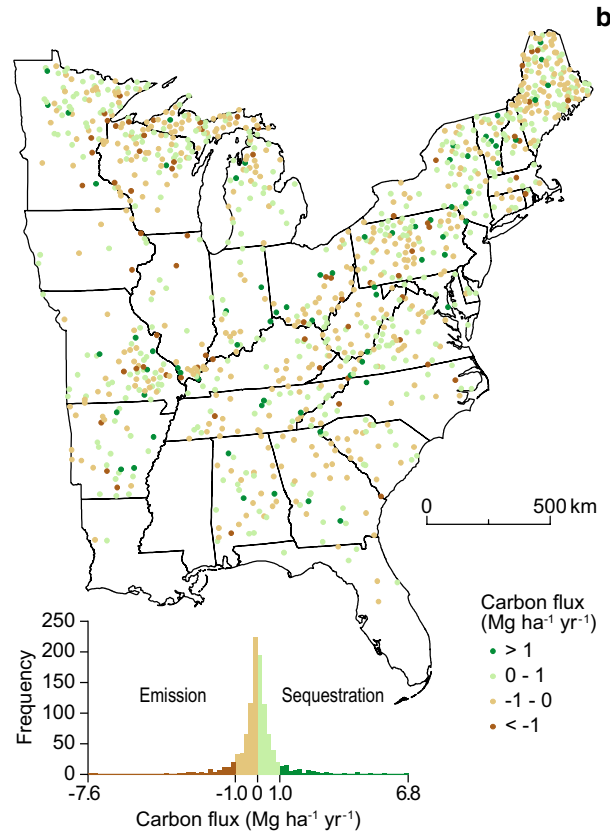 b
0 500 km
Carbon flux
(Mg ha⁻¹ yr⁻¹)
> 1
0 - 1
-1 - 0
< -1
250
200
150
100
50
0
Frequency
Emission Sequestration
-7.6 -1.0 0 1.0 6.8
Carbon flux (Mg ha⁻¹ yr⁻¹)